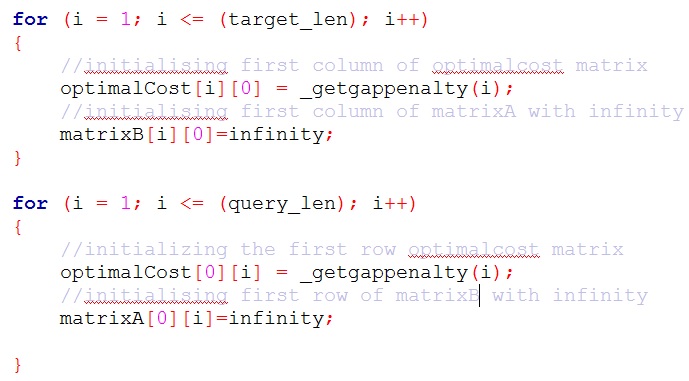 for (i = 1; i <= (target_len); i++)
{
//initialising first column of optimalcost matrix
optimalCost[i][0] = _getgappenalty(i);
//initialising first column of matrixA with infinity
matrixB[i][0]=infinity;
}
for (i = 1; i <= (query_len); i++)
{
//initializing the first row optimalcost matrix
optimalCost[0][i] = _getgappenalty(i);
//initialising first row of matrixB with infinity
matrixA[0][i]=infinity;
}